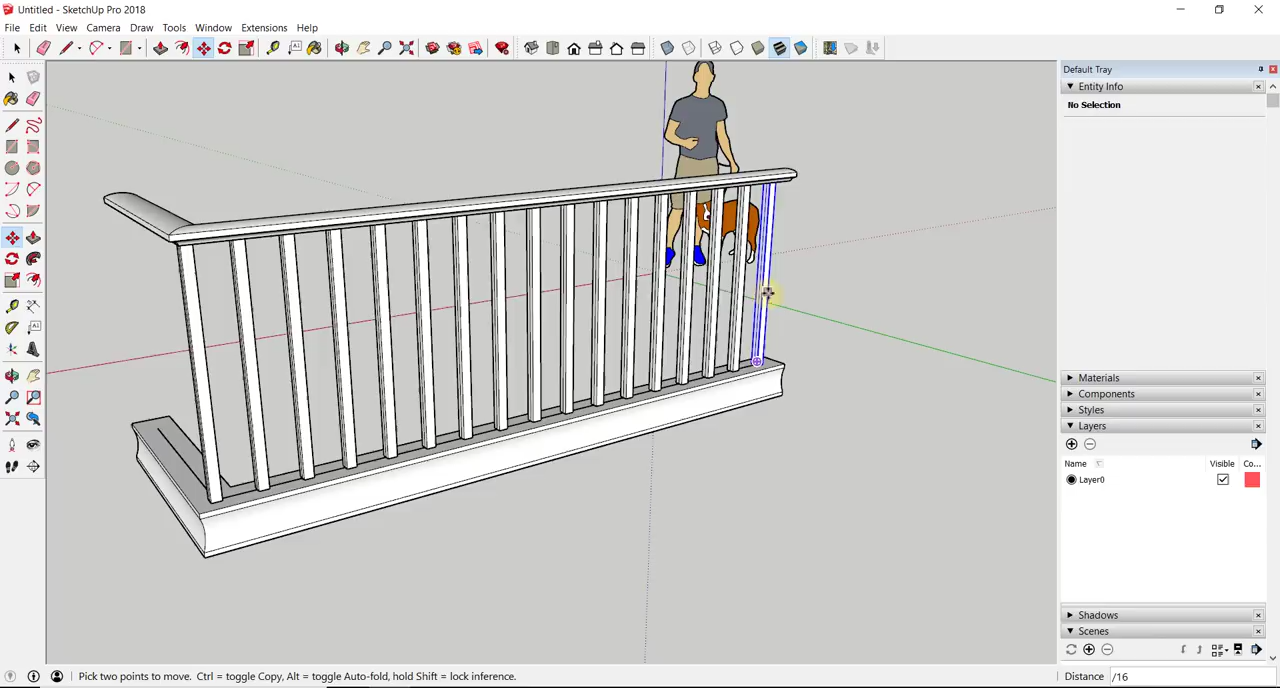 Untitled - SketchUp Pro 2018
File Edit View Camera Draw Tools Window Extensions Help
Default Tray
Entity Info
No Selection
Materials
Components
Styles
Layers
Name Visible Co...
Layer0
Shadows
Scenes
Pick two points to move. Ctrl = toggle Copy, Alt = toggle Auto-fold, hold Shift = lock inference.
Distance /16